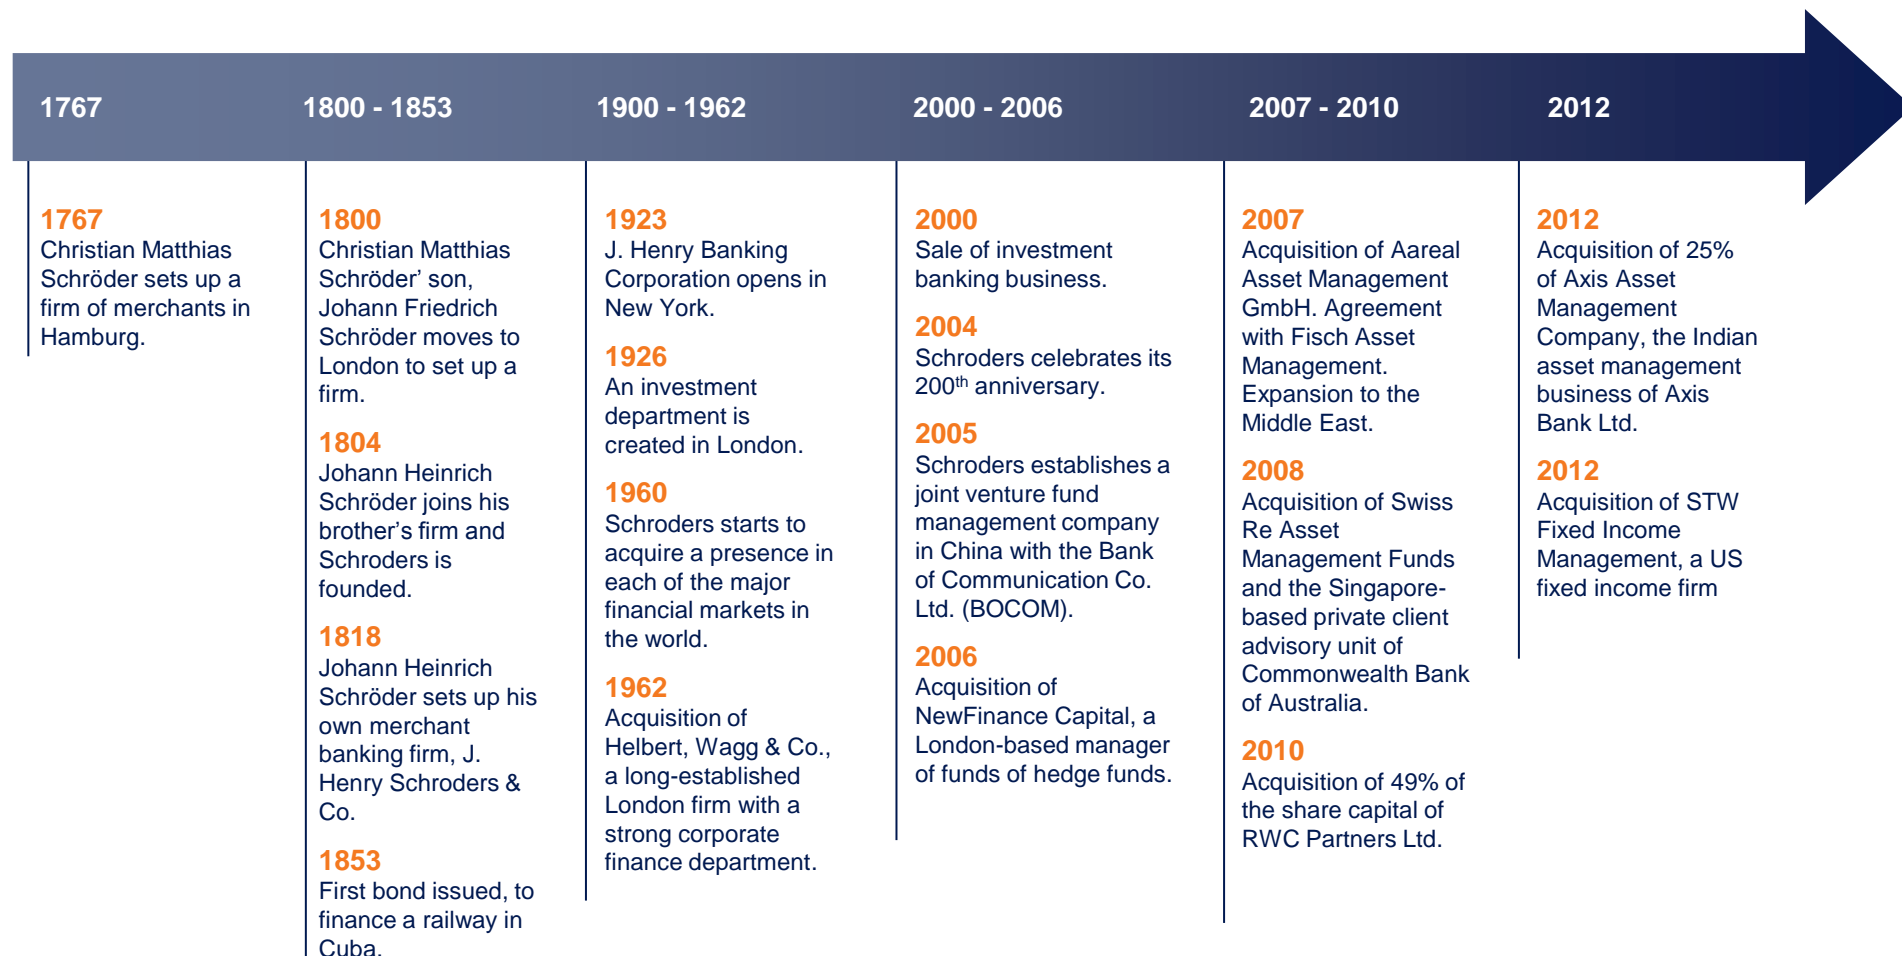 1767
1800 - 1853
1900 - 1962
2000 - 2006
2007 - 2010
2012
1767
Christian Matthias
Schröder sets up a
firm of merchants in
Hamburg.
1800
Christian Matthias
Schröder’ son,
Johann Friedrich
Schröder moves to
London to set up a
firm.
1804
Johann Heinrich
Schröder joins his
brother’s firm and
Schroders is
founded.
1818
Johann Heinrich
Schröder sets up his
own merchant
banking firm, J.
Henry Schroders &
Co.
1853
First bond issued, to
finance a railway in
Cuba.
1923
J. Henry Banking
Corporation opens in
New York.
1926
An investment
department is
created in London.
1960
Schroders starts to
acquire a presence in
each of the major
financial markets in
the world.
1962
Acquisition of
Helbert, Wagg & Co.,
a long-established
London firm with a
strong corporate
finance department.
2000
Sale of investment
banking business.
2004
Schroders celebrates its
200th anniversary.
2005
Schroders establishes a
joint venture fund
management company
in China with the Bank
of Communication Co.
Ltd. (BOCOM).
2006
Acquisition of
NewFinance Capital, a
London-based manager
of funds of hedge funds.
2007
Acquisition of Aareal
Asset Management
GmbH. Agreement
with Fisch Asset
Management.
Expansion to the
Middle East.
2008
Acquisition of Swiss
Re Asset
Management Funds
and the Singapore-
based private client
advisory unit of
Commonwealth Bank
of Australia.
2010
Acquisition of 49% of
the share capital of
RWC Partners Ltd.
2012
Acquisition of 25%
of Axis Asset
Management
Company, the Indian
asset management
business of Axis
Bank Ltd.
2012
Acquisition of STW
Fixed Income
Management, a US
fixed income firm